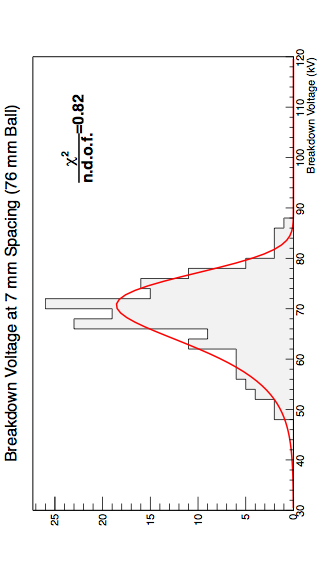 Breakdown Voltage at 7 mm Spacing (76 mm Ball)
χ²
n.d.o.f. =0.82
25
20
15
10
5
0
30 40 50 60 70 80 90 100 110 120
Breakdown Voltage (kV)